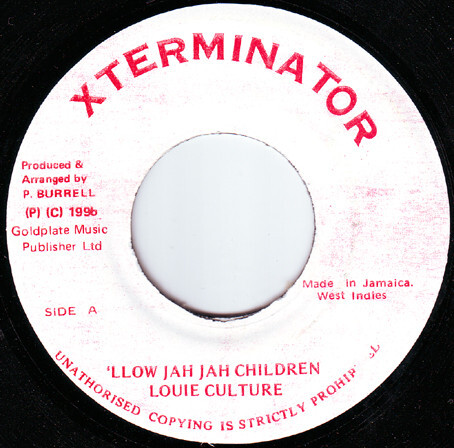 XTERMINATOR
Produced &
Arranged by
P. BURRELL
(P) (C) 1996
Goldplate Music
Publisher Ltd
Made in Jamaica.
West Indies
SIDE A
'LLOW JAH JAH CHILDREN
LOUIE CULTURE
UNAUTHORISED COPYING IS STRICTLY